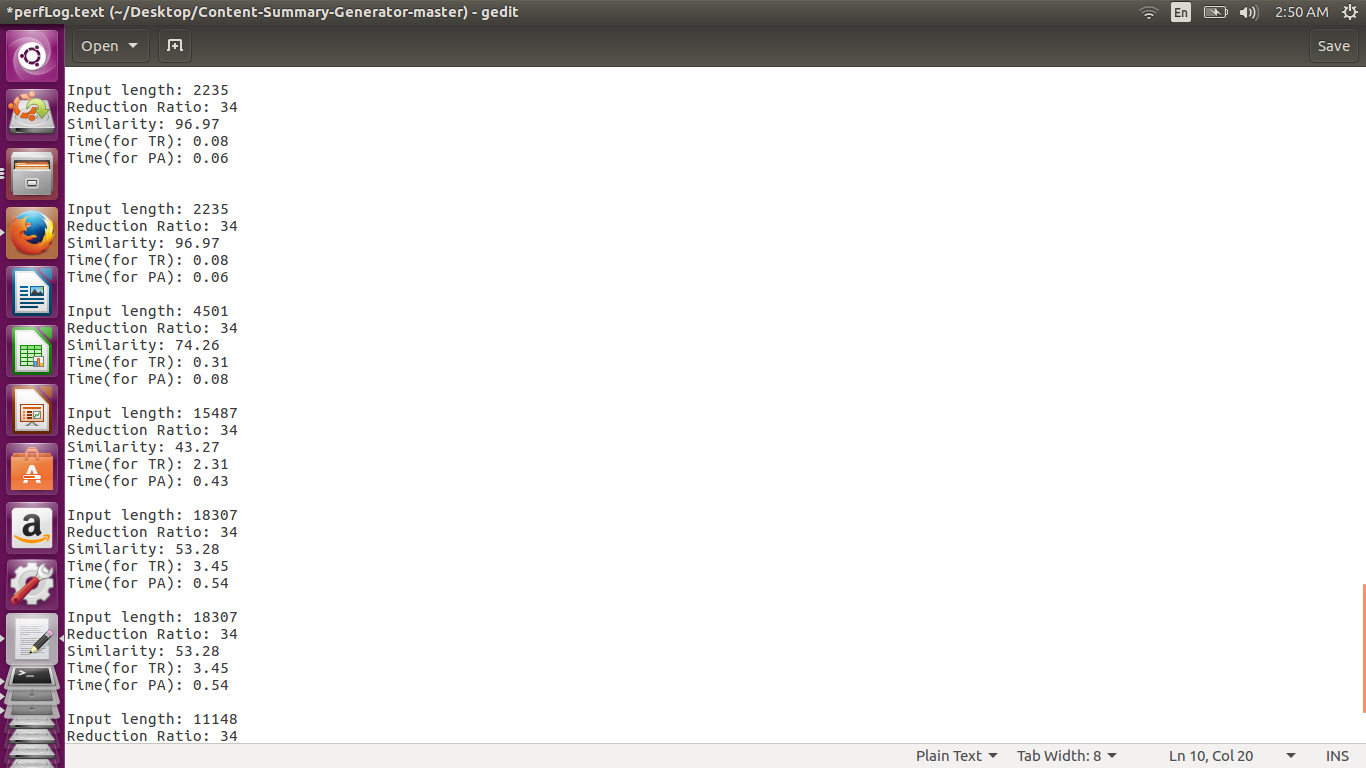 *perfLog.text (~/Desktop/Content-Summary-Generator-master) - gedit
En
2:50 AM
Open
Save
Input length: 2235
Reduction Ratio: 34
Similarity: 96.97
Time(for TR): 0.08
Time(for PA): 0.06
Input length: 2235
Reduction Ratio: 34
Similarity: 96.97
Time(for TR): 0.08
Time(for PA): 0.06
Input length: 4501
Reduction Ratio: 34
Similarity: 74.26
Time(for TR): 0.31
Time(for PA): 0.08
Input length: 15487
Reduction Ratio: 34
Similarity: 43.27
Time(for TR): 2.31
Time(for PA): 0.43
Input length: 18307
Reduction Ratio: 34
Similarity: 53.28
Time(for TR): 3.45
Time(for PA): 0.54
Input length: 18307
Reduction Ratio: 34
Similarity: 53.28
Time(for TR): 3.45
Time(for PA): 0.54
Input length: 11148
Reduction Ratio: 34
Plain Text
Tab Width: 8
Ln 10, Col 20
INS